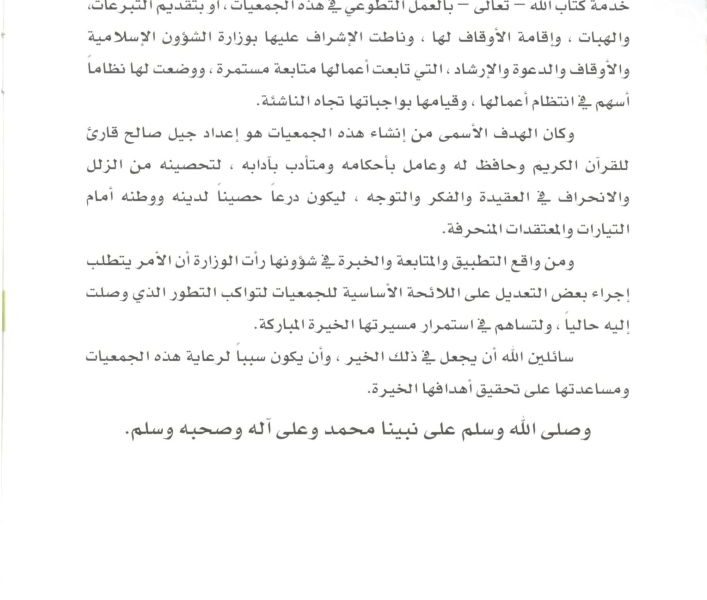 خدمة كتاب الله – تعالى – بالعمل التطوعي في هذه الجمعيات ، أو بتقديم التبرعات،
والهبات ، وإقامة الأوقاف لها ، وناطت الإشراف عليها بوزارة الشؤون الإسلامية
والأوقاف والدعوة والإرشاد ، التي تابعت أعمالها متابعة مستمرة ، ووضعت لها نظاماً
أسهم في انتظام أعمالها ، وقيامها بواجباتها تجاه الناشئة.
وكان الهدف الأسمى من إنشاء هذه الجمعيات هو إعداد جيل صالح قارئ
للقرآن الكريم وحافظ له وعامل بأحكامه ومتأدب بآدابه ، لتحصينه من الزلل
والانحراف في العقيدة والفكر والتوجه ، ليكون درعاً حصيناً لدينه ووطنه أمام
التيارات والمعتقدات المنحرفة.
ومن واقع التطبيق والمتابعة والخبرة في شؤونها رأت الوزارة أن الأمر يتطلب
إجراء بعض التعديل على اللائحة الأساسية للجمعيات لتواكب التطور الذي وصلت
إليه حالياً ، ولتساهم في استمرار مسيرتها الخيرة المباركة.
سائلين الله أن يجعل في ذلك الخير ، وأن يكون سبباً لرعاية هذه الجمعيات
ومساعدتها على تحقيق أهدافها الخيرة.
وصلى الله وسلم على نبينا محمد وعلى آله وصحبه وسلم.